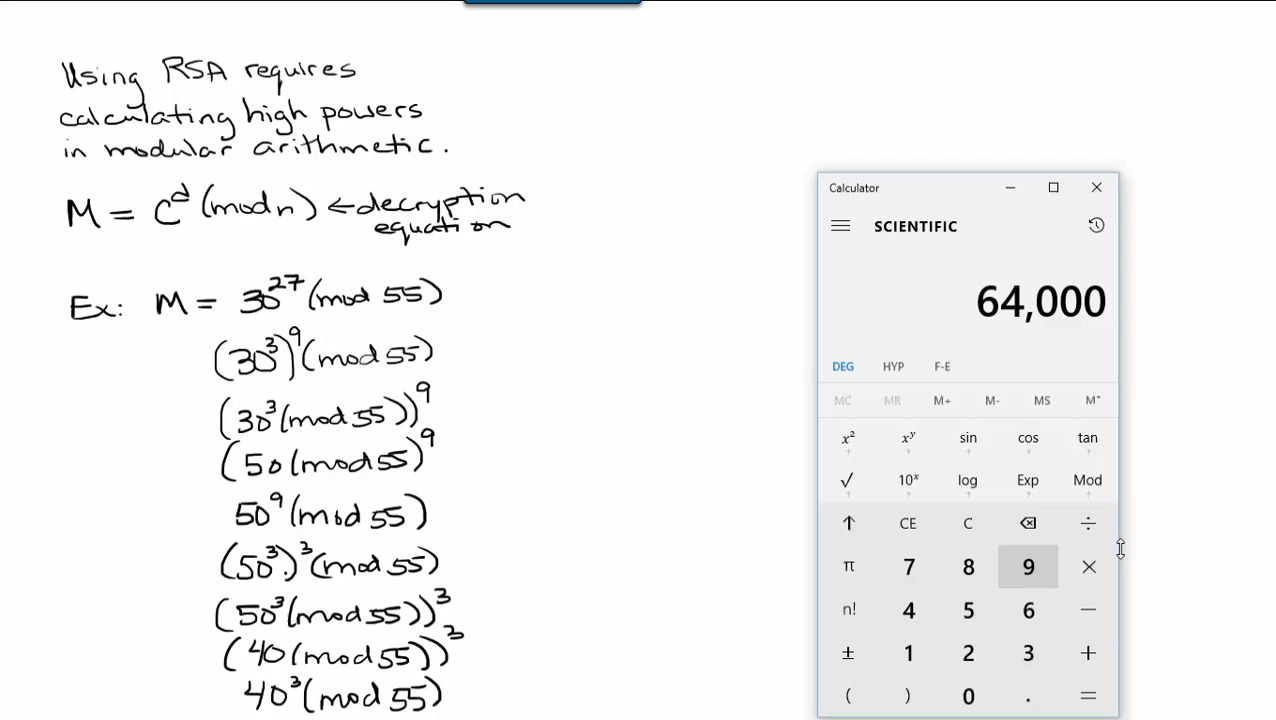 Using RSA requires
calculating high powers
in modular arithmetic.
M = C^d (mod n) ← decryption
equation
Ex: M = 30^27 (mod 55)
(30^3)^9 (mod 55)
(30^3 (mod 55))^9
(50 (mod 55))^9
50^9 (mod 55)
(50^3)^3 (mod 55)
(50^3 (mod 55))^3
(40 (mod 55))^3
40^3 (mod 55)
Calculator
SCIENTIFIC
64,000
DEG HYP F-E
MC MR M+ M- MS M˅
x² xʸ sin cos tan
√ 10ˣ log Exp Mod
↑ CE C ⌫ ÷
π 7 8 9 ×
n! 4 5 6 −
± 1 2 3 +
( ) 0 . =